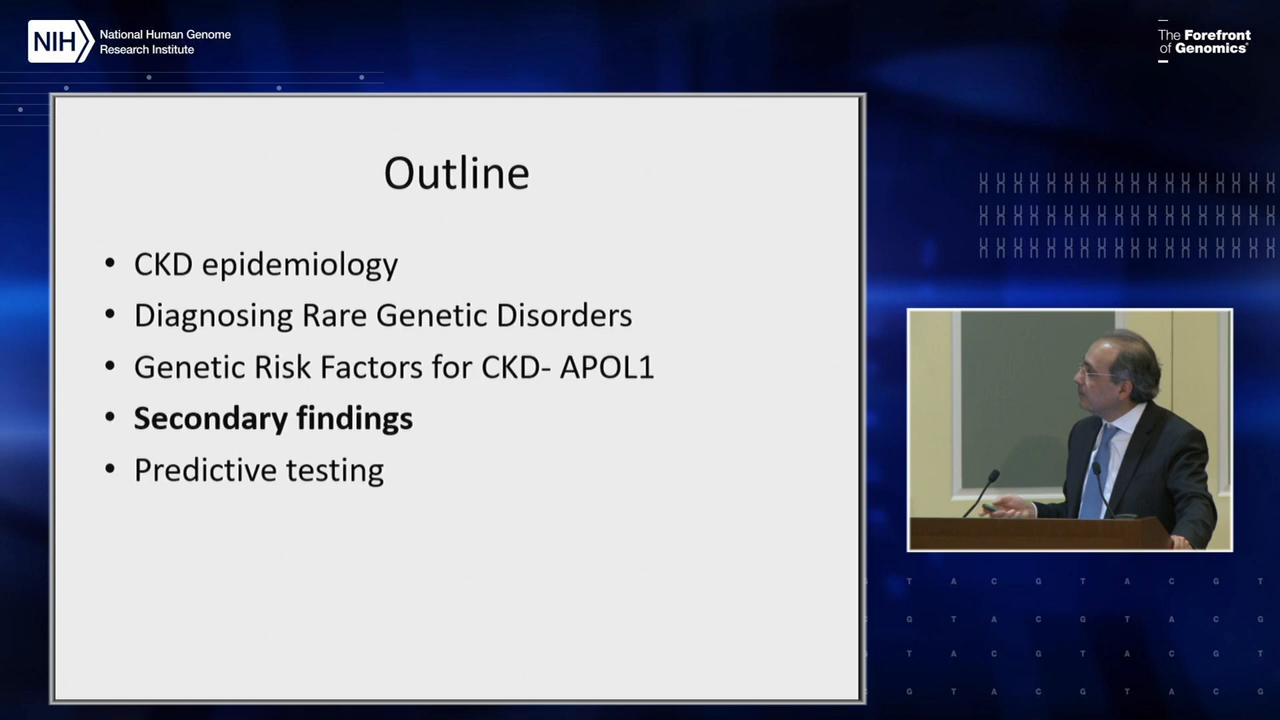 NIH
National Human Genome
Research Institute
The Forefront
of Genomics®
Outline
• CKD epidemiology
• Diagnosing Rare Genetic Disorders
• Genetic Risk Factors for CKD- APOL1
• Secondary findings
• Predictive testing
T A C G T A C G T
G T A C G T A C G
T A C G T A C G T
G T A C G T A C G